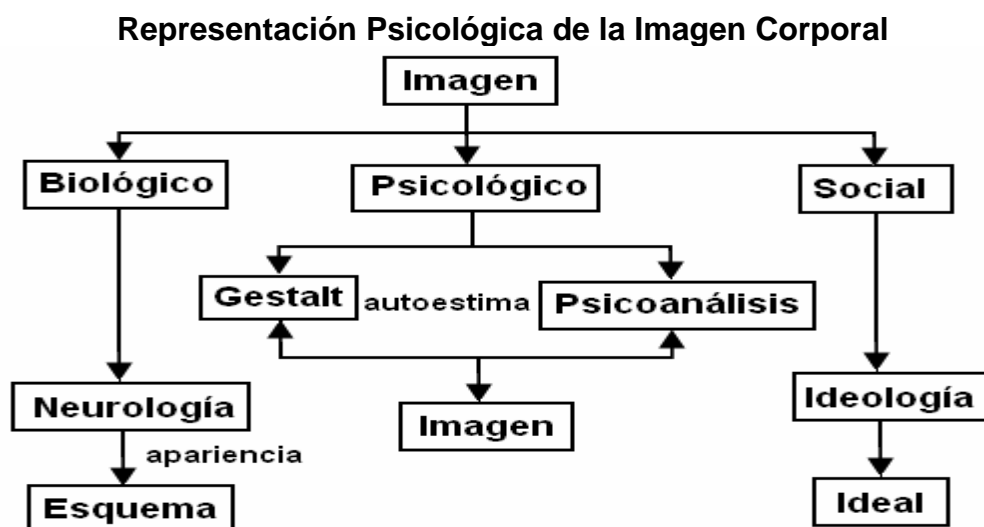 Representación Psicológica de la Imagen Corporal
Imagen
Biológico
Psicológico
Social
Gestalt
autoestima
Psicoanálisis
Neurología
Imagen
Ideología
apariencia
Esquema
Ideal